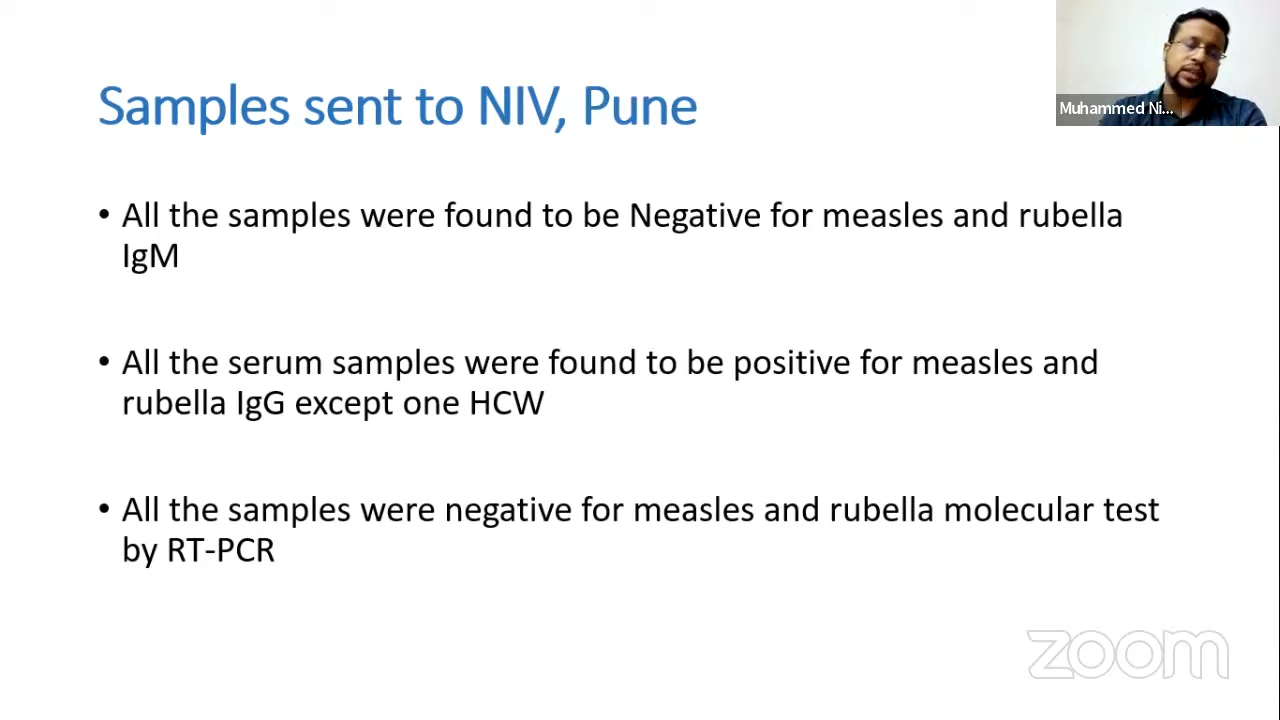 Samples sent to NIV, Pune
Muhammed Ni...
• All the samples were found to be Negative for measles and rubella
IgM
• All the serum samples were found to be positive for measles and
rubella IgG except one HCW
• All the samples were negative for measles and rubella molecular test
by RT-PCR
zoom